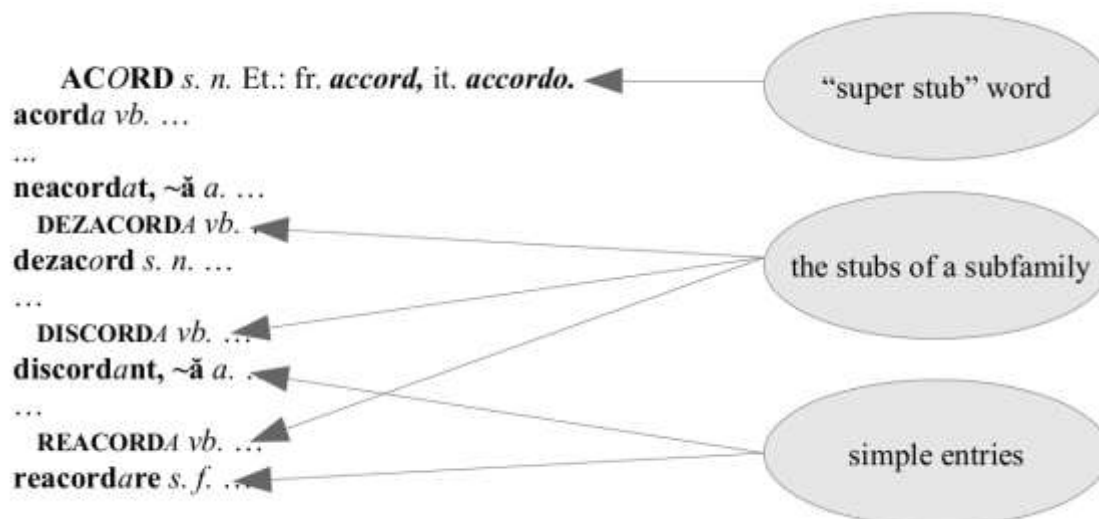 ACORD s. n. Et.: fr. accord, it. accordo.
acorda vb. …
...
neacordat, ~ă a. …
DEZACORDA vb. .
dezacord s. n. …
…
DISCORDA vb. …
discordant, ~ă a. .
…
REACORDA vb. …
reacordare s. f. …
“super stub” word
the stubs of a subfamily
simple entries